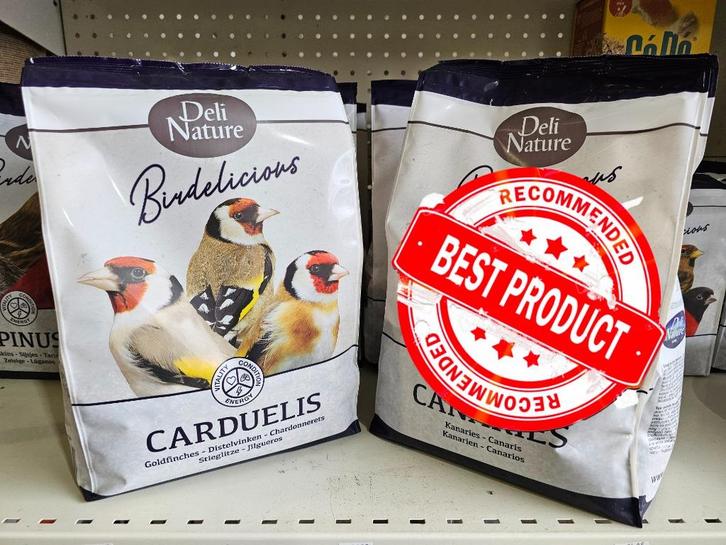 Deli
Nature
Birdelicious
VITALITY CONDITION
ENERGY
CARDUELIS
Goldfinches - Distelvinken - Chardonnerets
Stieglitze - Jilgueros
Deli
Nature
RECOMMENDED
BEST PRODUCT
RECOMMENDED
CANARIES
Kanaries - Canaris
Kanarien - Canarios
PINUS